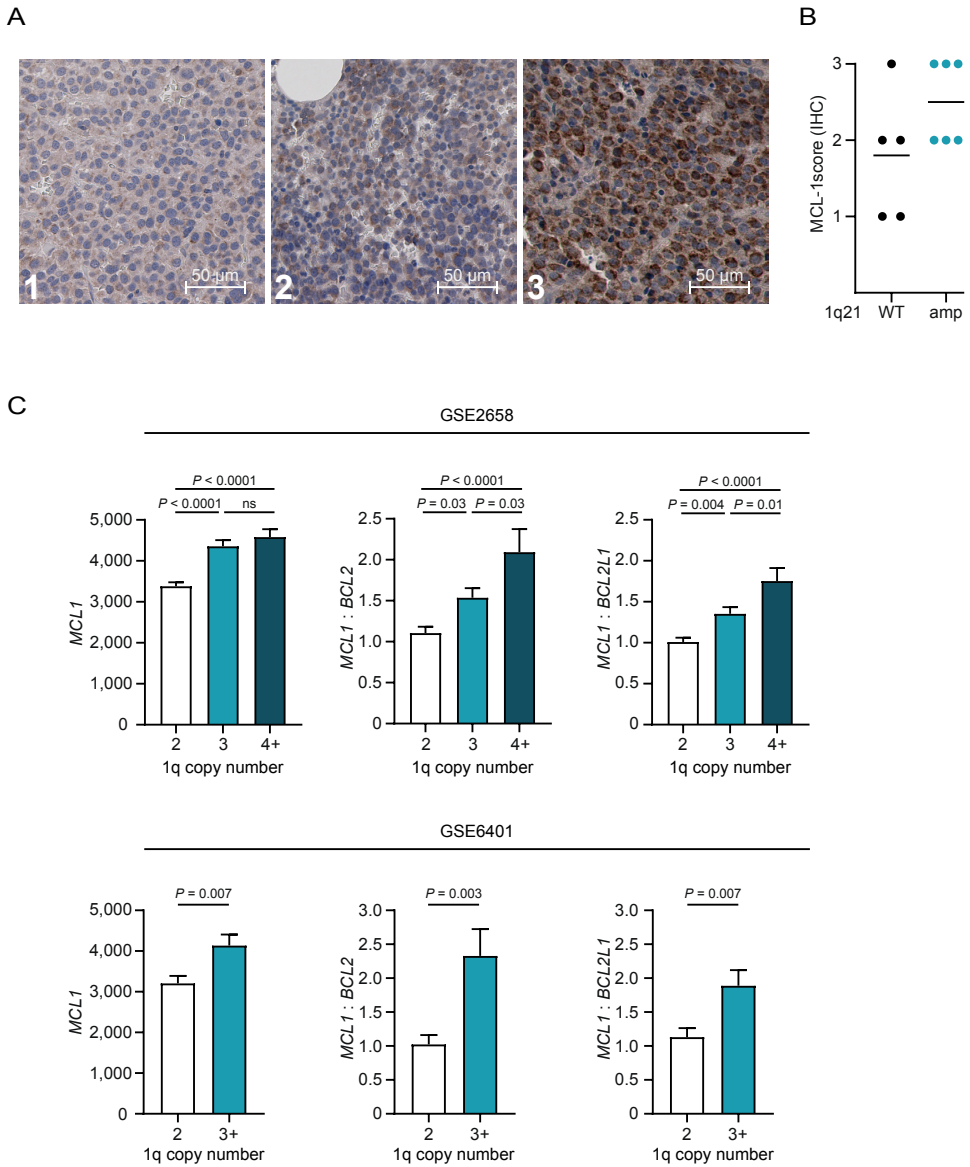 A
B
1
50 µm
2
50 µm
3
50 µm
MCL-1score (IHC)
3
2
1
1q21 WT amp
C
GSE2658
P < 0.0001
P < 0.0001 ns
MCL1
5,000
4,000
3,000
2,000
1,000
0
2 3 4+
1q copy number
P < 0.0001
P = 0.03 P = 0.03
MCL1 : BCL2
2.5
2.0
1.5
1.0
0.5
0
2 3 4+
1q copy number
P < 0.0001
P = 0.004 P = 0.01
MCL1 : BCL2L1
2.5
2.0
1.5
1.0
0.5
0
2 3 4+
1q copy number
GSE6401
P = 0.007
MCL1
5,000
4,000
3,000
2,000
1,000
0
2 3+
1q copy number
P = 0.003
MCL1 : BCL2
3.0
2.5
2.0
1.5
1.0
0.5
0
2 3+
1q copy number
P = 0.007
MCL1 : BCL2L1
3.0
2.5
2.0
1.5
1.0
0.5
0
2 3+
1q copy number